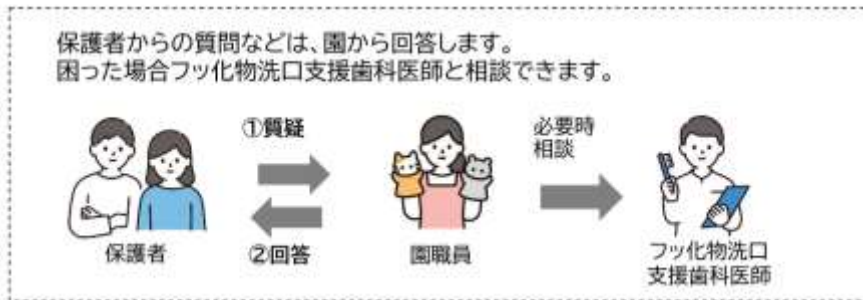 保護者からの質問などは、園から回答します。
困った場合フッ化物洗口支援歯科医師と相談できます。
①質疑
必要時
相談
保護者
②回答
園職員
フッ化物洗口
支援歯科医師